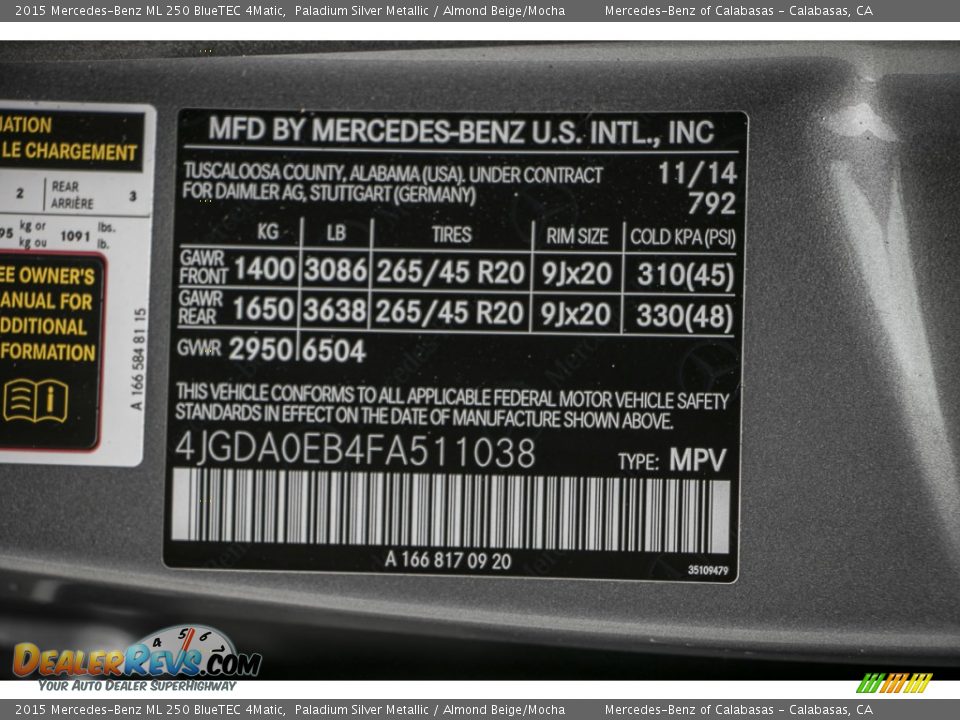 2015 Mercedes-Benz ML 250 BlueTEC 4Matic, Paladium Silver Metallic / Almond Beige/Mocha Mercedes-Benz of Calabasas - Calabasas, CA
LE CHARGEMENT
2 REAR ARRIÈRE 3
kg or 1091 lbs.
kg ou lb.
OWNER'S
FOR
A 166 584 81 15
MFD BY MERCEDES-BENZ U.S. INTL., INC
TUSCALOOSA COUNTY, ALABAMA (USA). UNDER CONTRACT 11/14
FOR DAIMLER AG, STUTTGART (GERMANY) 792
KG LB TIRES RIM SIZE COLD KPA (PSI)
GAWR FRONT 1400 3086 265/45 R20 9Jx20 310(45)
GAWR REAR 1650 3638 265/45 R20 9Jx20 330(48)
GVWR 2950 6504
THIS VEHICLE CONFORMS TO ALL APPLICABLE FEDERAL MOTOR VEHICLE SAFETY
STANDARDS IN EFFECT ON THE DATE OF MANUFACTURE SHOWN ABOVE.
4JGDA0EB4FA511038 TYPE: MPV
A 166 817 09 20
35109479
4 5 6
DEALERREVS.COM
YOUR AUTO DEALER SUPERHIGHWAY
2015 Mercedes-Benz ML 250 BlueTEC 4Matic, Paladium Silver Metallic / Almond Beige/Mocha Mercedes-Benz of Calabasas - Calabasas, CA